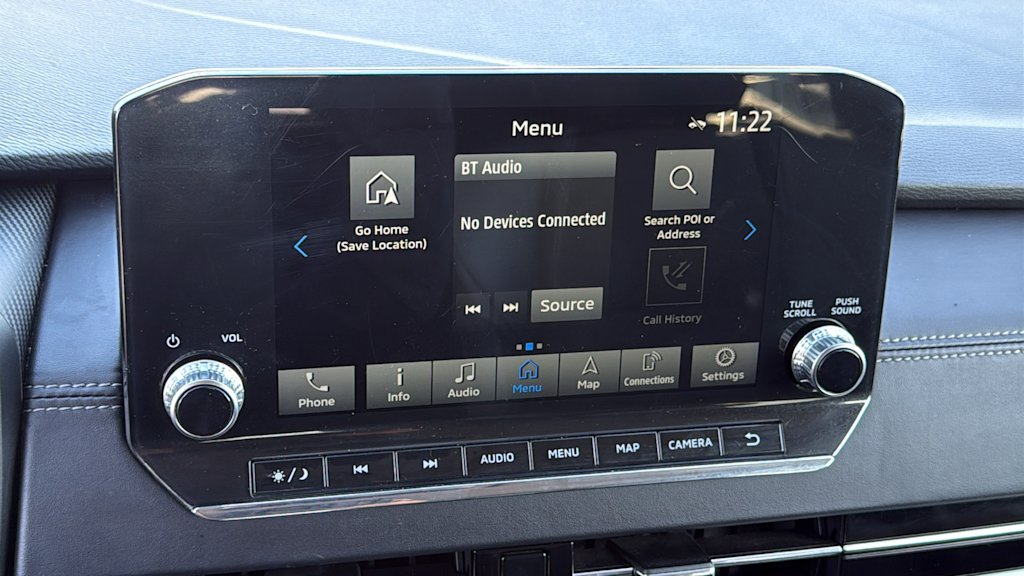 Menu
11:22
BT Audio
No Devices Connected
Go Home
(Save Location)
Search POI or
Address
Source
Call History
TUNE
SCROLL
PUSH
SOUND
VOL
Phone
Info
Audio
Menu
Map
Connections
Settings
AUDIO
MENU
MAP
CAMERA